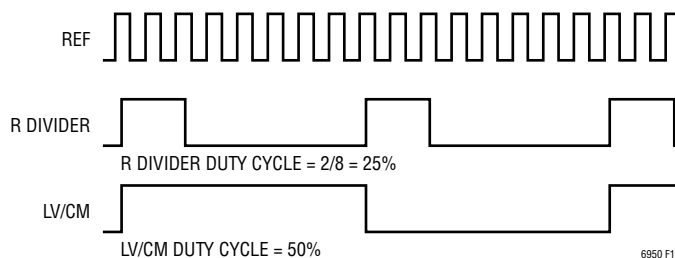 REF
R DIVIDER
R DIVIDER DUTY CYCLE = 2/8 = 25%
LV/CM
LV/CM DUTY CYCLE = 50%
6950 F1